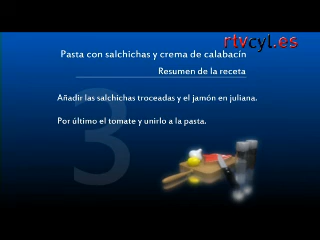 rtvcyl.es
Pasta con salchichas y crema de calabacín
Resumen de la receta
3
Añadir las salchichas troceadas y el jamón en juliana.
Por último el tomate y unirlo a la pasta.